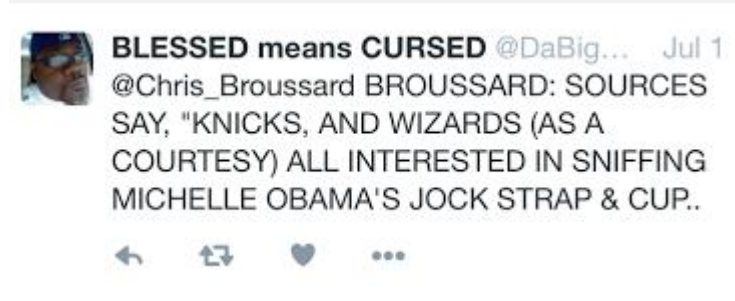 BLESSED means CURSED @DaBig... Jul 1
@Chris_Broussard BROUSSARD: SOURCES
SAY, "KNICKS, AND WIZARDS (AS A
COURTESY) ALL INTERESTED IN SNIFFING
MICHELLE OBAMA'S JOCK STRAP & CUP..